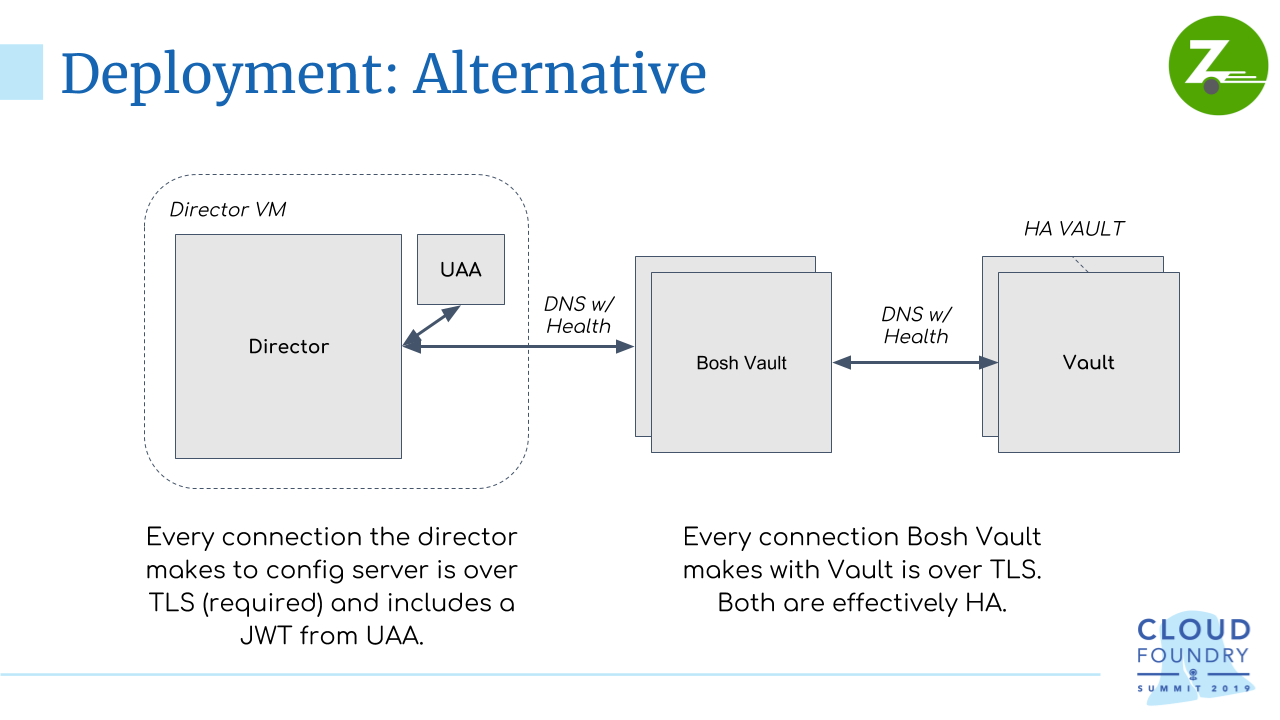 Deployment: Alternative
Z
Director VM
Director
UAA
DNS w/
Health
Bosh Vault
DNS w/
Health
HA VAULT
Vault
Every connection the director
makes to config server is over
TLS (required) and includes a
JWT from UAA.
Every connection Bosh Vault
makes with Vault is over TLS.
Both are effectively HA.
CLOUD
FOUNDRY
SUMMIT 2019